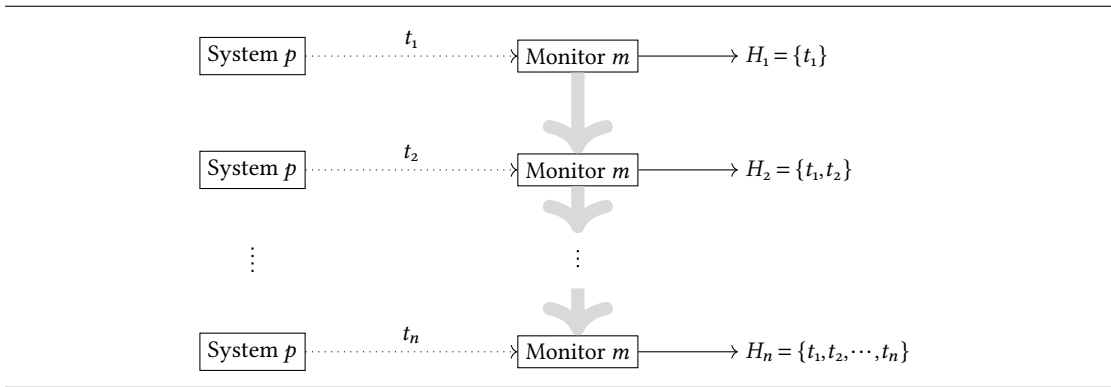 System p t₁ Monitor m H₁ = {t₁}
System p t₂ Monitor m H₂ = {t₁,t₂}
⋮ ⋮
System p tₙ Monitor m Hₙ = {t₁,t₂,⋯,tₙ}